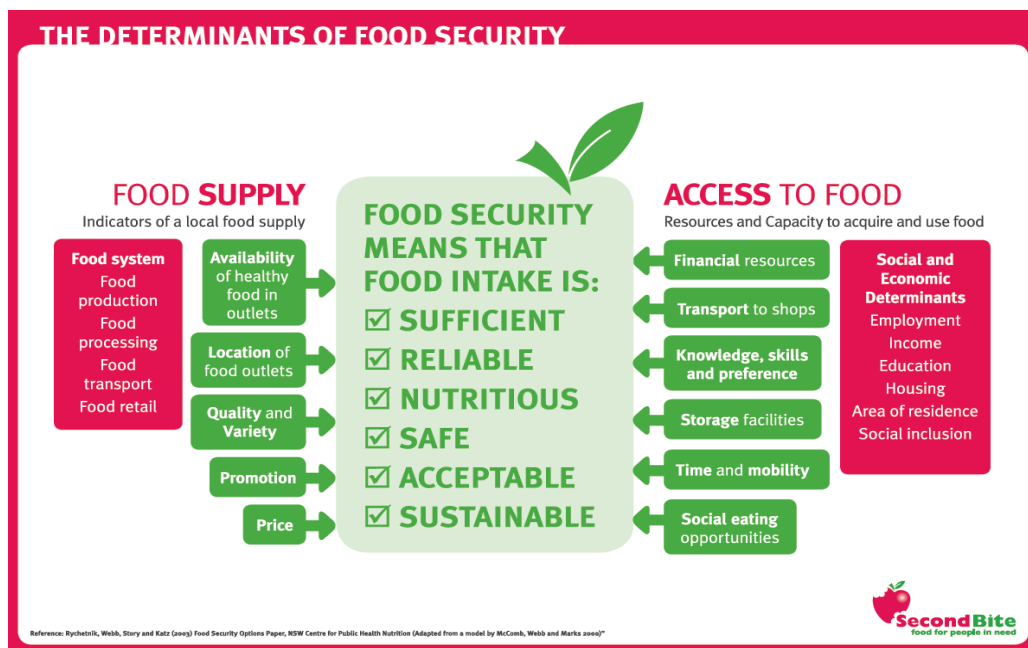 THE DETERMINANTS OF FOOD SECURITY
FOOD SUPPLY
Indicators of a local food supply
Food system
Food
production
Food
processing
Food
transport
Food retail
Availability
of healthy
food in
outlets
Location of
food outlets
Quality and
Variety
Promotion
Price
FOOD SECURITY
MEANS THAT
FOOD INTAKE IS:
SUFFICIENT
RELIABLE
NUTRITIOUS
SAFE
ACCEPTABLE
SUSTAINABLE
ACCESS TO FOOD
Resources and Capacity to acquire and use food
Financial resources
Transport to shops
Knowledge, skills
and preference
Storage facilities
Time and mobility
Social eating
opportunities
Social and
Economic
Determinants
Employment
Income
Education
Housing
Area of residence
Social inclusion
Reference: Rychetnik, Webb, Story and Katz (2003) Food Security Options Paper, NSW Centre for Public Health Nutrition (Adapted from a model by McComb, Webb and Marks 2000)"
SecondBite
food for people in need